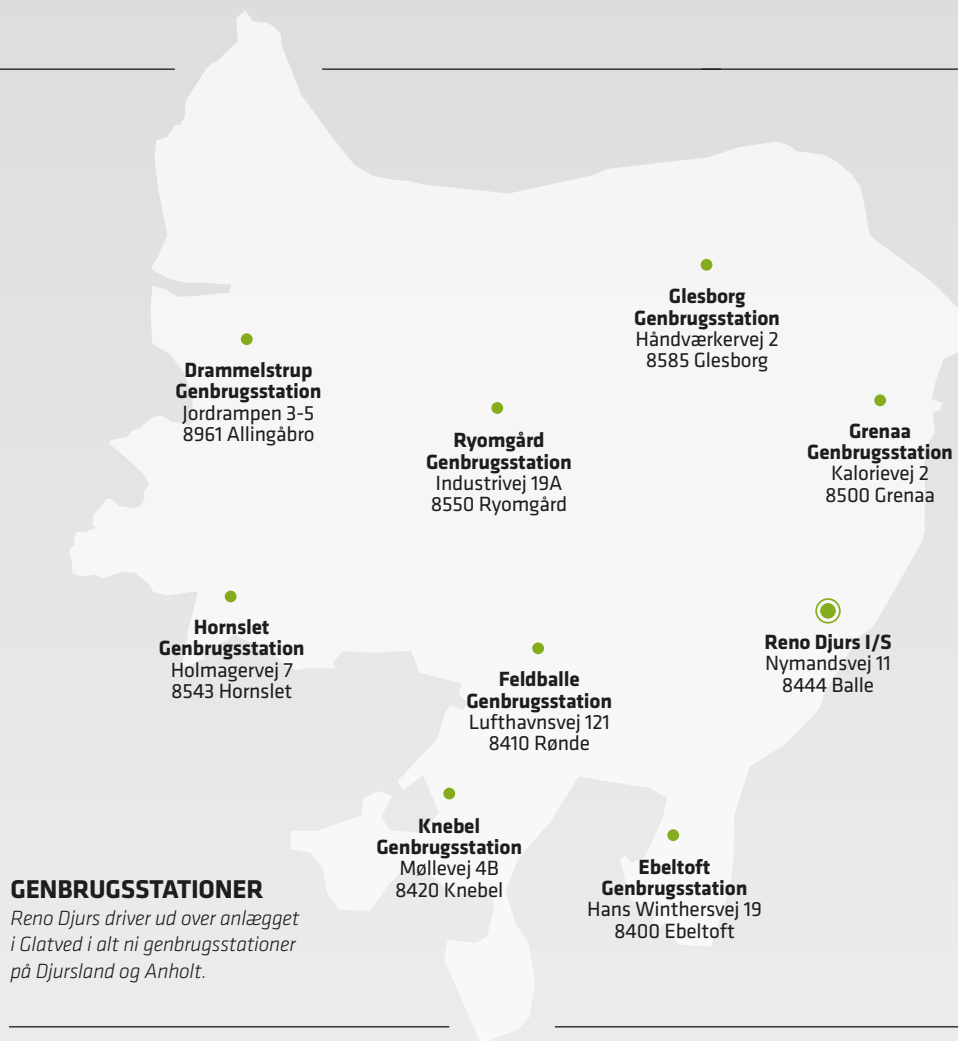 Glesborg
Genbrugsstation
Håndværkervej 2
8585 Glesborg
Drammelstrup
Genbrugsstation
Jordrampen 3-5
8961 Allingåbro
Ryomgård
Genbrugsstation
Industrivej 19A
8550 Ryomgård
Grenaa
Genbrugsstation
Kalorievej 2
8500 Grenaa
Hornslet
Genbrugsstation
Holmagervej 7
8543 Hornslet
Reno Djurs I/S
Nymandsvej 11
8444 Balle
Feldballe
Genbrugsstation
Lufthavnsvej 121
8410 Rønde
Knebel
Genbrugsstation
Møllevej 4B
8420 Knebel
Ebeltoft
Genbrugsstation
Hans Winthersvej 19
8400 Ebeltoft
GENBRUGSSTATIONER
Reno Djurs driver ud over anlægget
i Glatved i alt ni genbrugsstationer
på Djursland og Anholt.